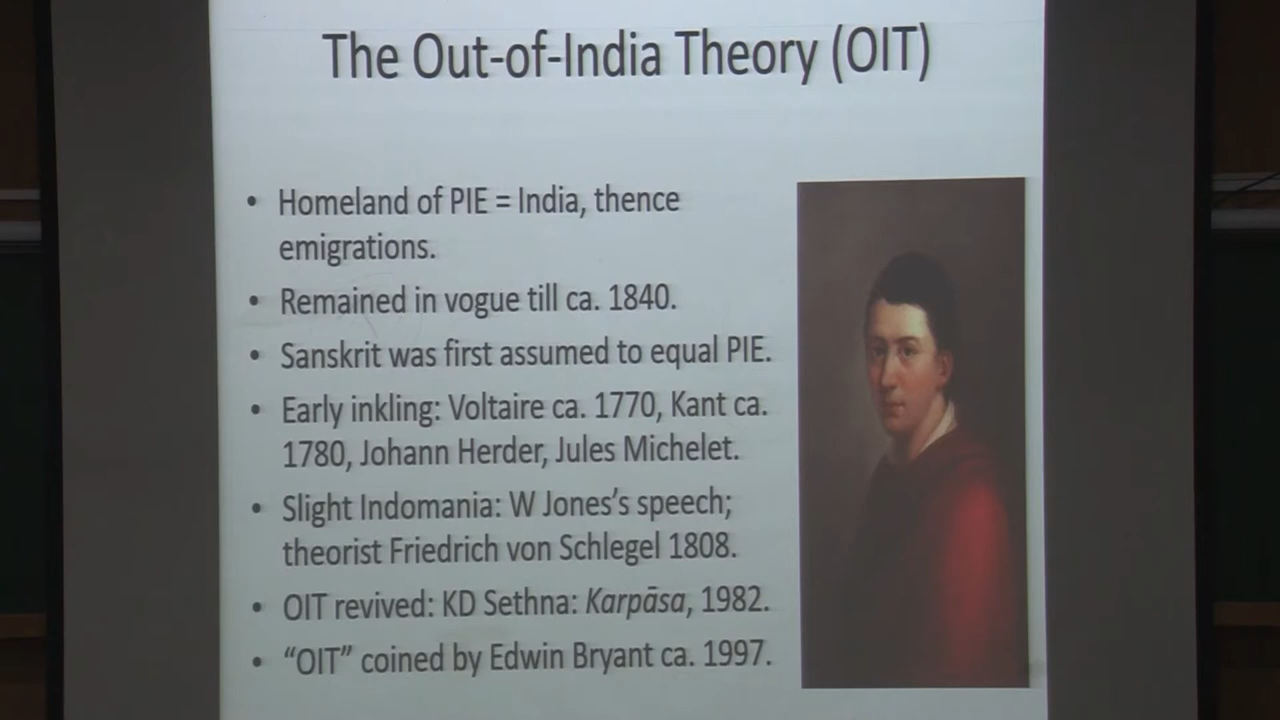 The Out-of-India Theory (OIT)
• Homeland of PIE = India, thence
emigrations.
• Remained in vogue till ca. 1840.
• Sanskrit was first assumed to equal PIE.
• Early inkling: Voltaire ca. 1770, Kant ca.
1780, Johann Herder, Jules Michelet.
• Slight Indomania: W Jones’s speech;
theorist Friedrich von Schlegel 1808.
• OIT revived: KD Sethna: Karpāsa, 1982.
• “OIT” coined by Edwin Bryant ca. 1997.